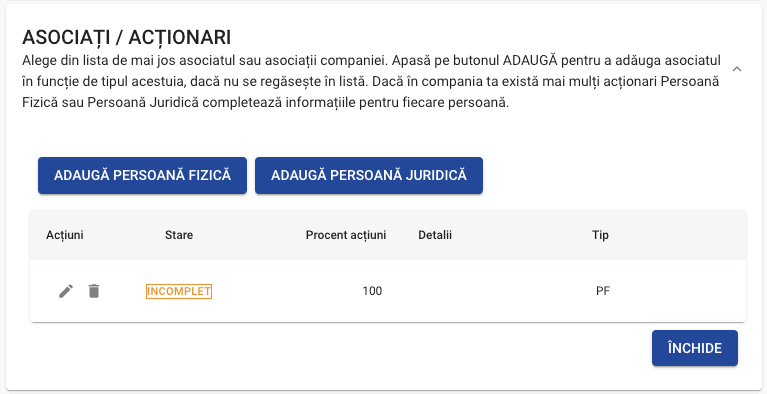 ASOCIAȚI / ACȚIONARI
Alege din lista de mai jos asociatul sau asociații companiei. Apasă pe butonul ADAUGĂ pentru a adăuga asociatul
în funcție de tipul acestuia, dacă nu se regăsește în listă. Dacă în compania ta există mai mulți acționari Persoană
Fizică sau Persoană Juridică completează informațiile pentru fiecare persoană.
ADAUGĂ PERSOANĂ FIZICĂ ADAUGĂ PERSOANĂ JURIDICĂ
Acțiuni Stare Procent acțiuni Detalii Tip
INCOMPLET 100 PF
ÎNCHIDE